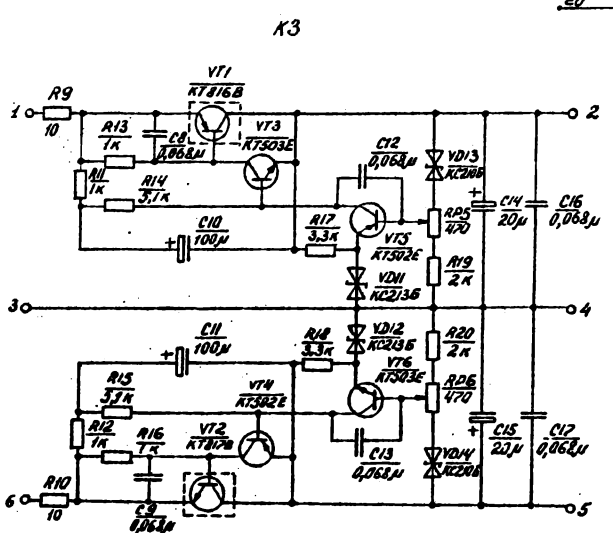 К3
VT1
КТ816В
R9
1
10
2
R13
1к
C8
0,068µ
VT3
КТ503Е
C12
0,068µ
VD13
КС210Б
R11
1к
R14
5,1к
C10
+
100µ
R17
3,3к
VT5
КТ502Е
RP5
470
+
C14
20µ
C16
0,068µ
VD11
КС213Б
R19
2к
3
4
C11
+
100µ
R18
3,3к
VD12
КС213Б
R20
2к
R15
5,1к
VT4
КТ502Е
VT6
КТ503Е
RP6
470
R12
1к
R16
1к
VT2
КТ817В
C13
0,068µ
VD14
КС210Б
+
C15
20µ
C17
0,068µ
R10
6
10
C9
0,068µ
5